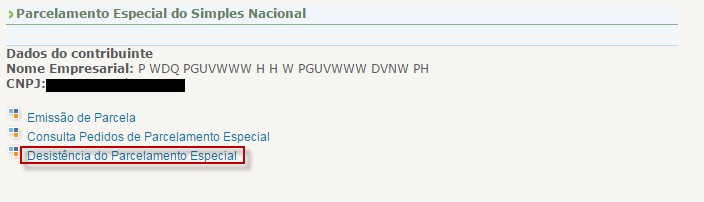 Parcelamento Especial do Simples Nacional
Dados do contribuinte
Nome Empresarial: P WDQ PGUVWWW H H W PGUVWWW DVNW PH
CNPJ:
Emissão de Parcela
Consulta Pedidos de Parcelamento Especial
Desistência do Parcelamento Especial